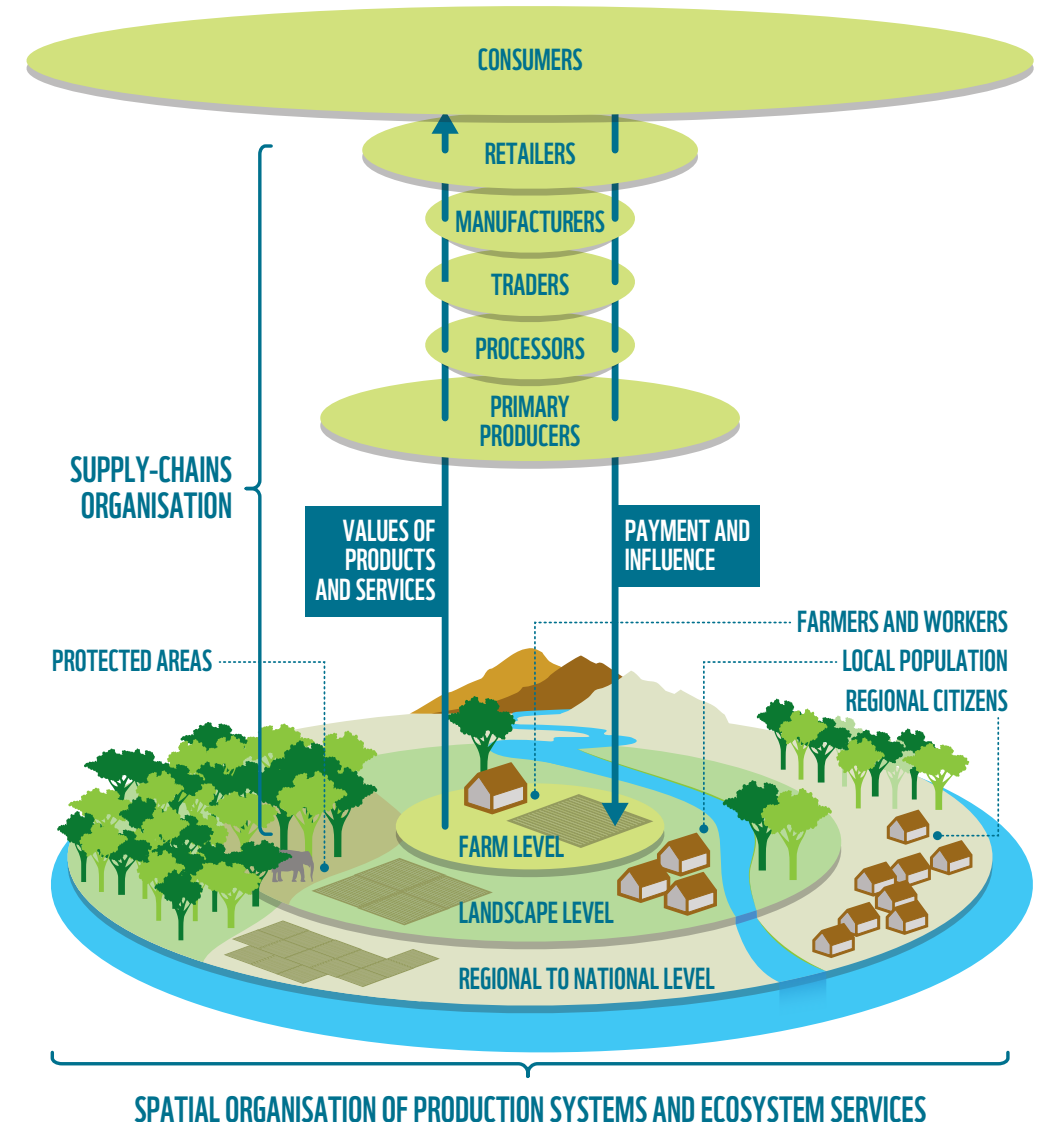 CONSUMERS
RETAILERS
MANUFACTURERS
TRADERS
PROCESSORS
PRIMARY
PRODUCERS
SUPPLY-CHAINS
ORGANISATION
VALUES OF
PRODUCTS
AND SERVICES
PAYMENT AND
INFLUENCE
FARMERS AND WORKERS
PROTECTED AREAS
LOCAL POPULATION
REGIONAL CITIZENS
FARM LEVEL
LANDSCAPE LEVEL
REGIONAL TO NATIONAL LEVEL
SPATIAL ORGANISATION OF PRODUCTION SYSTEMS AND ECOSYSTEM SERVICES